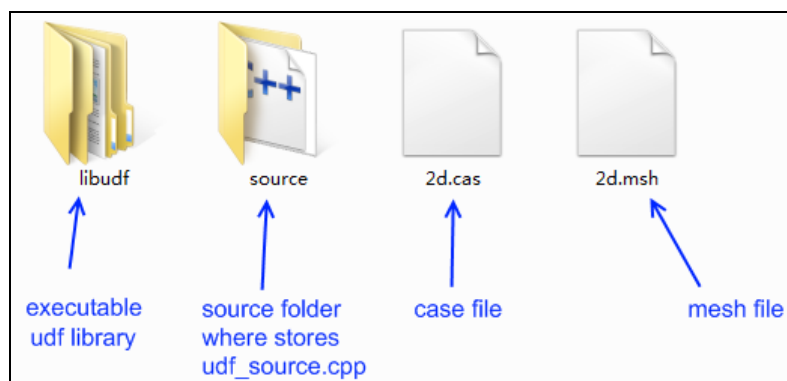 C++
libudf
source
2d.cas
2d.msh
executable
udf library
source folder
where stores
udf_source.cpp
case file
mesh file